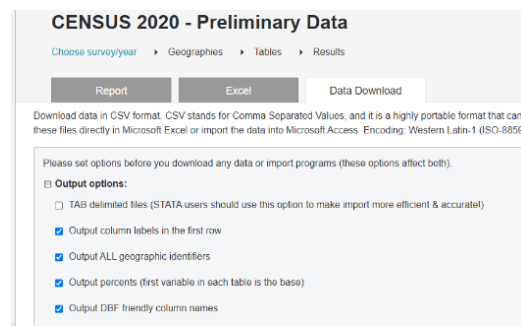 CENSUS 2020 - Preliminary Data
Choose survey/year Geographies Tables Results
Report Excel Data Download
Download data in CSV format. CSV stands for Comma Separated Values, and it is a highly portable format that can
these files directly in Microsoft Excel or import the data into Microsoft Access. Encoding: Western Latin-1 (ISO-8859
Please set options before you download any data or import programs (these options affect both).
Output options:
TAB delimited files (STATA users should use this option to make import more efficient & accurate!)
Output column labels in the first row
Output ALL geographic identifiers
Output percents (first variable in each table is the base)
Output DBF friendly column names